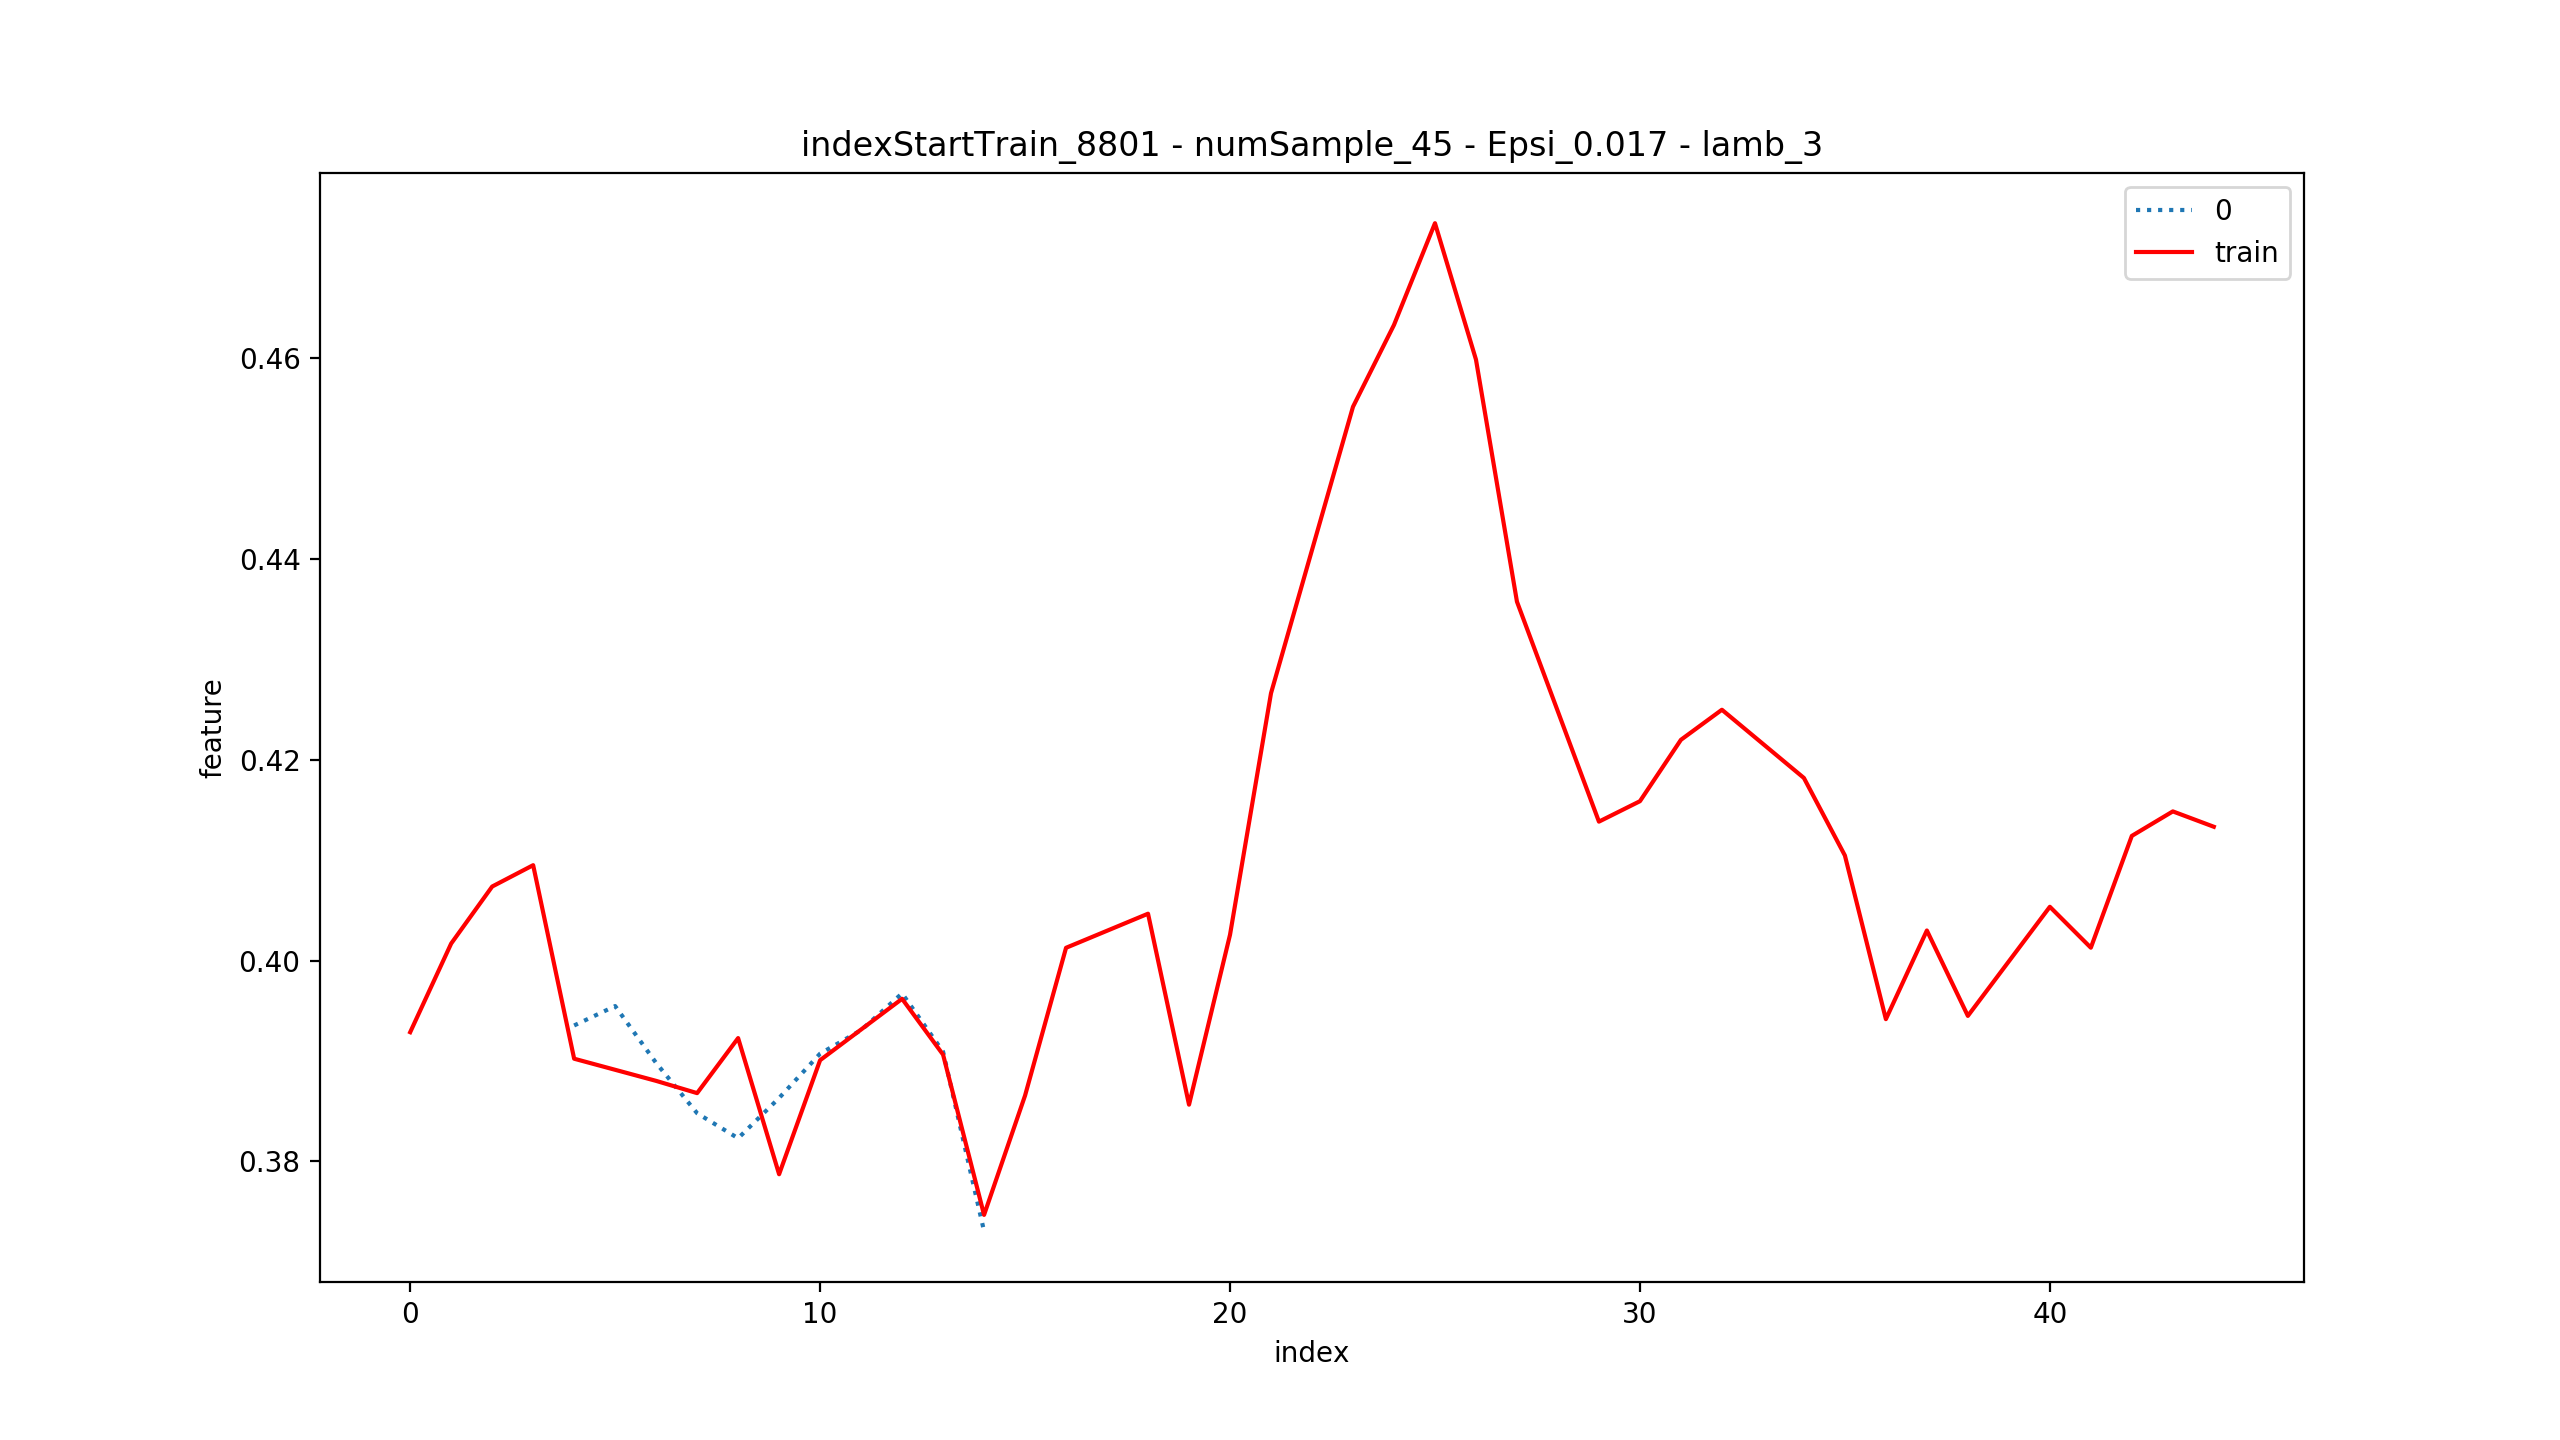 indexStartTrain_8801 - numSample_45 - Epsi_0.017 - lamb_3
0
train
0.46
0.44
0.42
0.40
0.38
feature
0 10 20 30 40
index